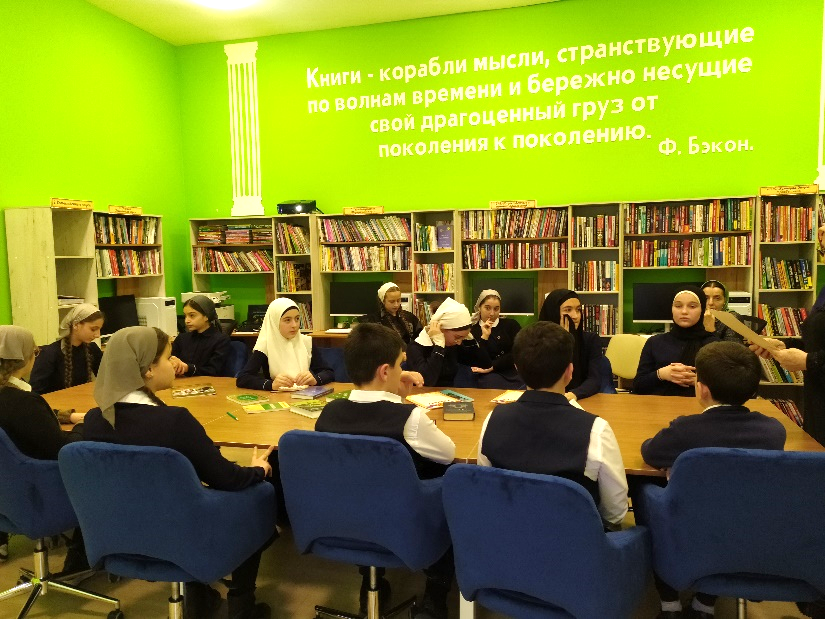 Книги - корабли мысли, странствующие
по волнам времени и бережно несущие
свой драгоценный груз от
поколения к поколению.
Ф. Бэкон.